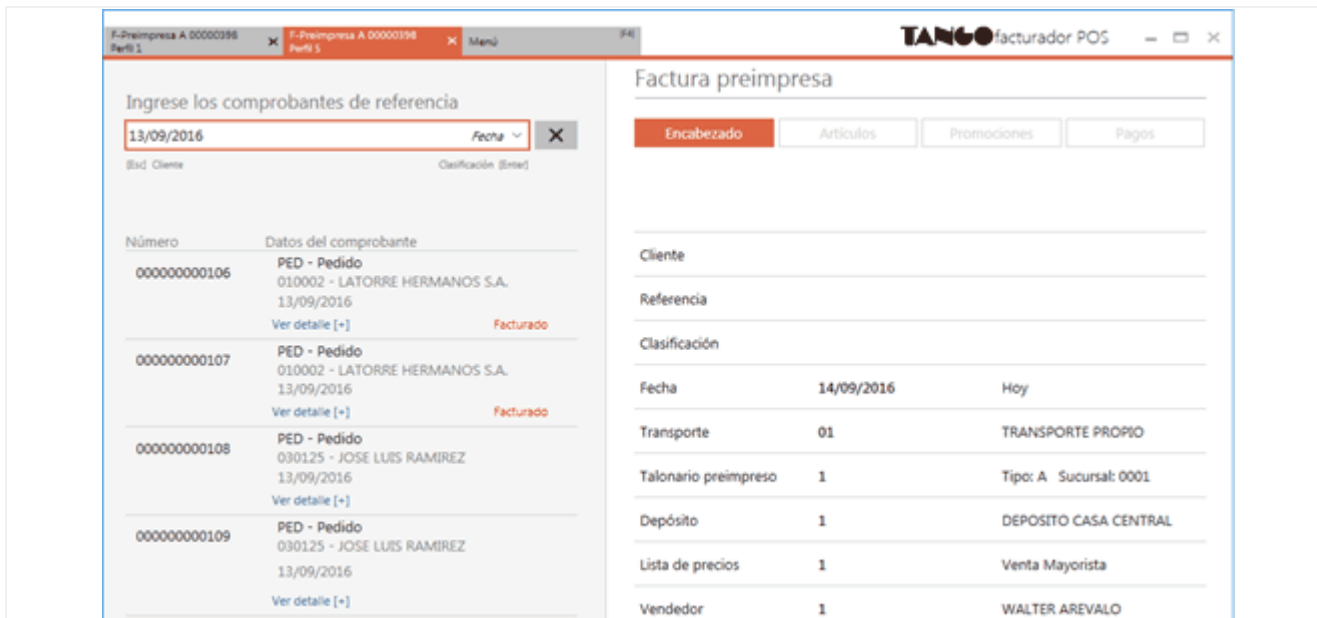 F-Preimpresa A 00000398
Perfil 1
F-Preimpresa A 00000398
Perfil 5
Menú
[F4]
TANGO facturador POS
Ingrese los comprobantes de referencia
13/09/2016 Fecha
[Esc] Cliente Clasificación [Enter]
Número Datos del comprobante
000000000106 PED - Pedido
010002 - LATORRE HERMANOS S.A.
13/09/2016
Ver detalle [+] Facturado
000000000107 PED - Pedido
010002 - LATORRE HERMANOS S.A.
13/09/2016
Ver detalle [+] Facturado
000000000108 PED - Pedido
030125 - JOSE LUIS RAMIREZ
13/09/2016
Ver detalle [+]
000000000109 PED - Pedido
030125 - JOSE LUIS RAMIREZ
13/09/2016
Ver detalle [+]
Factura preimpresa
Encabezado Artículos Promociones Pagos
Cliente
Referencia
Clasificación
Fecha 14/09/2016 Hoy
Transporte 01 TRANSPORTE PROPIO
Talonario preimpreso 1 Tipo: A Sucursal: 0001
Depósito 1 DEPOSITO CASA CENTRAL
Lista de precios 1 Venta Mayorista
Vendedor 1 WALTER AREVALO